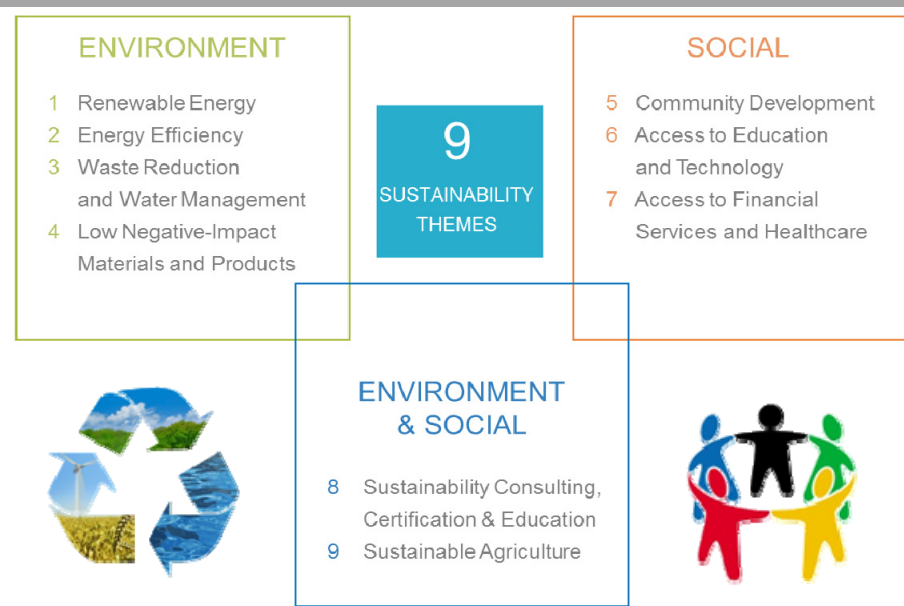 ENVIRONMENT
1 Renewable Energy
2 Energy Efficiency
3 Waste Reduction
and Water Management
4 Low Negative-Impact
Materials and Products
9
SUSTAINABILITY
THEMES
SOCIAL
5 Community Development
6 Access to Education
and Technology
7 Access to Financial
Services and Healthcare
ENVIRONMENT
& SOCIAL
8 Sustainability Consulting,
Certification & Education
9 Sustainable Agriculture